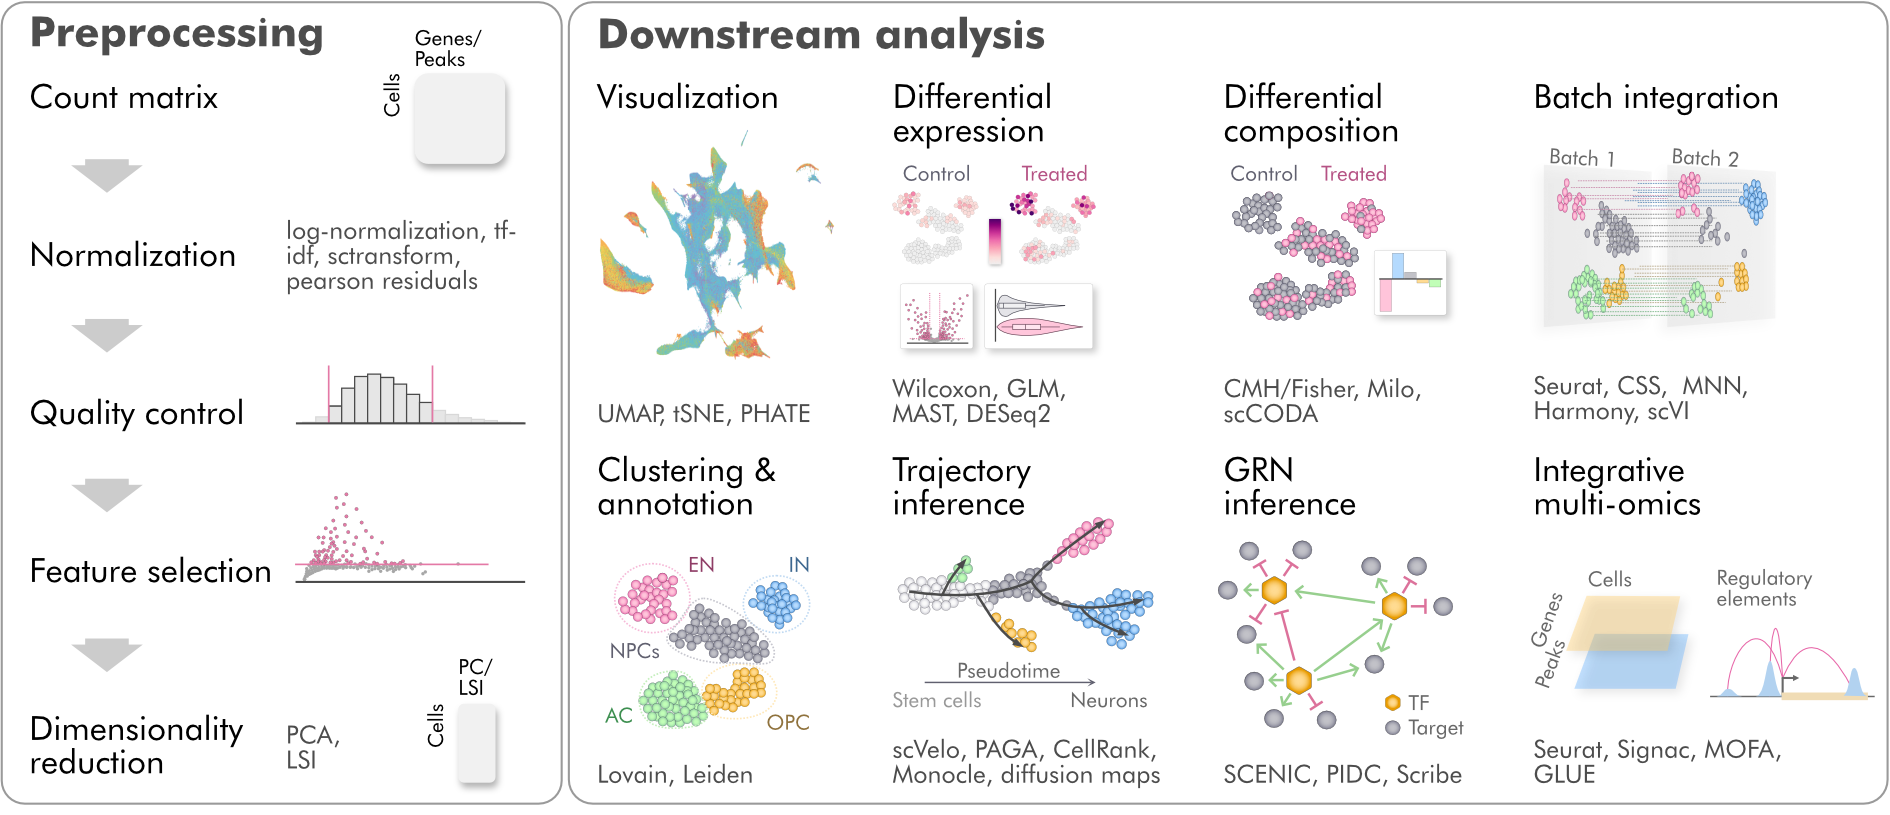 Preprocessing
Genes/
Peaks
Cells
Count matrix
Normalization
log-normalization, tf-
idf, sctransform,
pearson residuals
Quality control
Feature selection
PC/
LSI
Cells
Dimensionality
reduction
PCA,
LSI
Downstream analysis
Visualization
UMAP, tSNE, PHATE
Differential
expression
Control
Treated
Wilcoxon, GLM,
MAST, DESeq2
Differential
composition
Control
Treated
CMH/Fisher, Milo,
scCODA
Batch integration
Batch 1
Batch 2
Seurat, CSS, MNN,
Harmony, scVI
Clustering &
annotation
EN
IN
NPCs
AC
OPC
Lovain, Leiden
Trajectory
inference
Pseudotime
Stem cells
Neurons
scVelo, PAGA, CellRank,
Monocle, diffusion maps
GRN
inference
TF
Target
SCENIC, PIDC, Scribe
Integrative
multi-omics
Cells
Genes
Peaks
Regulatory
elements
Seurat, Signac, MOFA,
GLUE